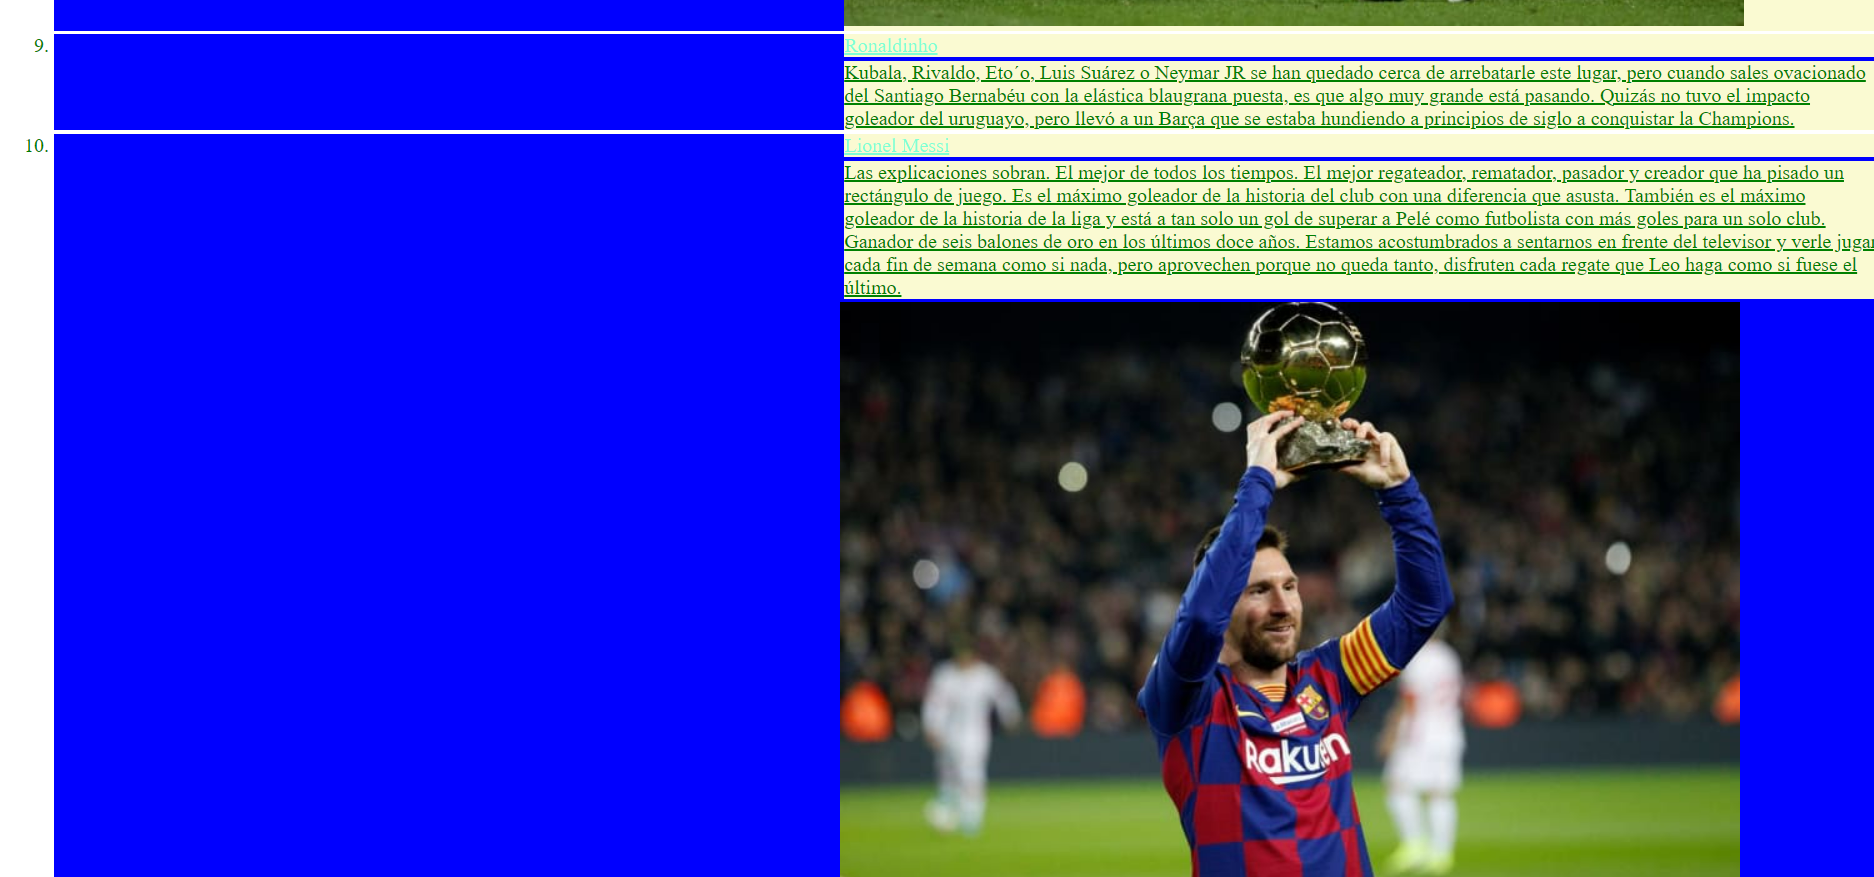 9. Ronaldinho
Kubala, Rivaldo, Eto´o, Luis Suárez o Neymar JR se han quedado cerca de arrebatarle este lugar, pero cuando sales ovacionado
del Santiago Bernabéu con la elástica blaugrana puesta, es que algo muy grande está pasando. Quizás no tuvo el impacto
goleador del uruguayo, pero llevó a un Barça que se estaba hundiendo a principios de siglo a conquistar la Champions.
10. Lionel Messi
Las explicaciones sobran. El mejor de todos los tiempos. El mejor regateador, rematador, pasador y creador que ha pisado un
rectángulo de juego. Es el máximo goleador de la historia del club con una diferencia que asusta. También es el máximo
goleador de la historia de la liga y está a tan solo un gol de superar a Pelé como futbolista con más goles para un solo club.
Ganador de seis balones de oro en los últimos doce años. Estamos acostumbrados a sentarnos en frente del televisor y verle jugar
cada fin de semana como si nada, pero aprovechen porque no queda tanto, disfruten cada regate que Leo haga como si fuese el
último.
Rakuten